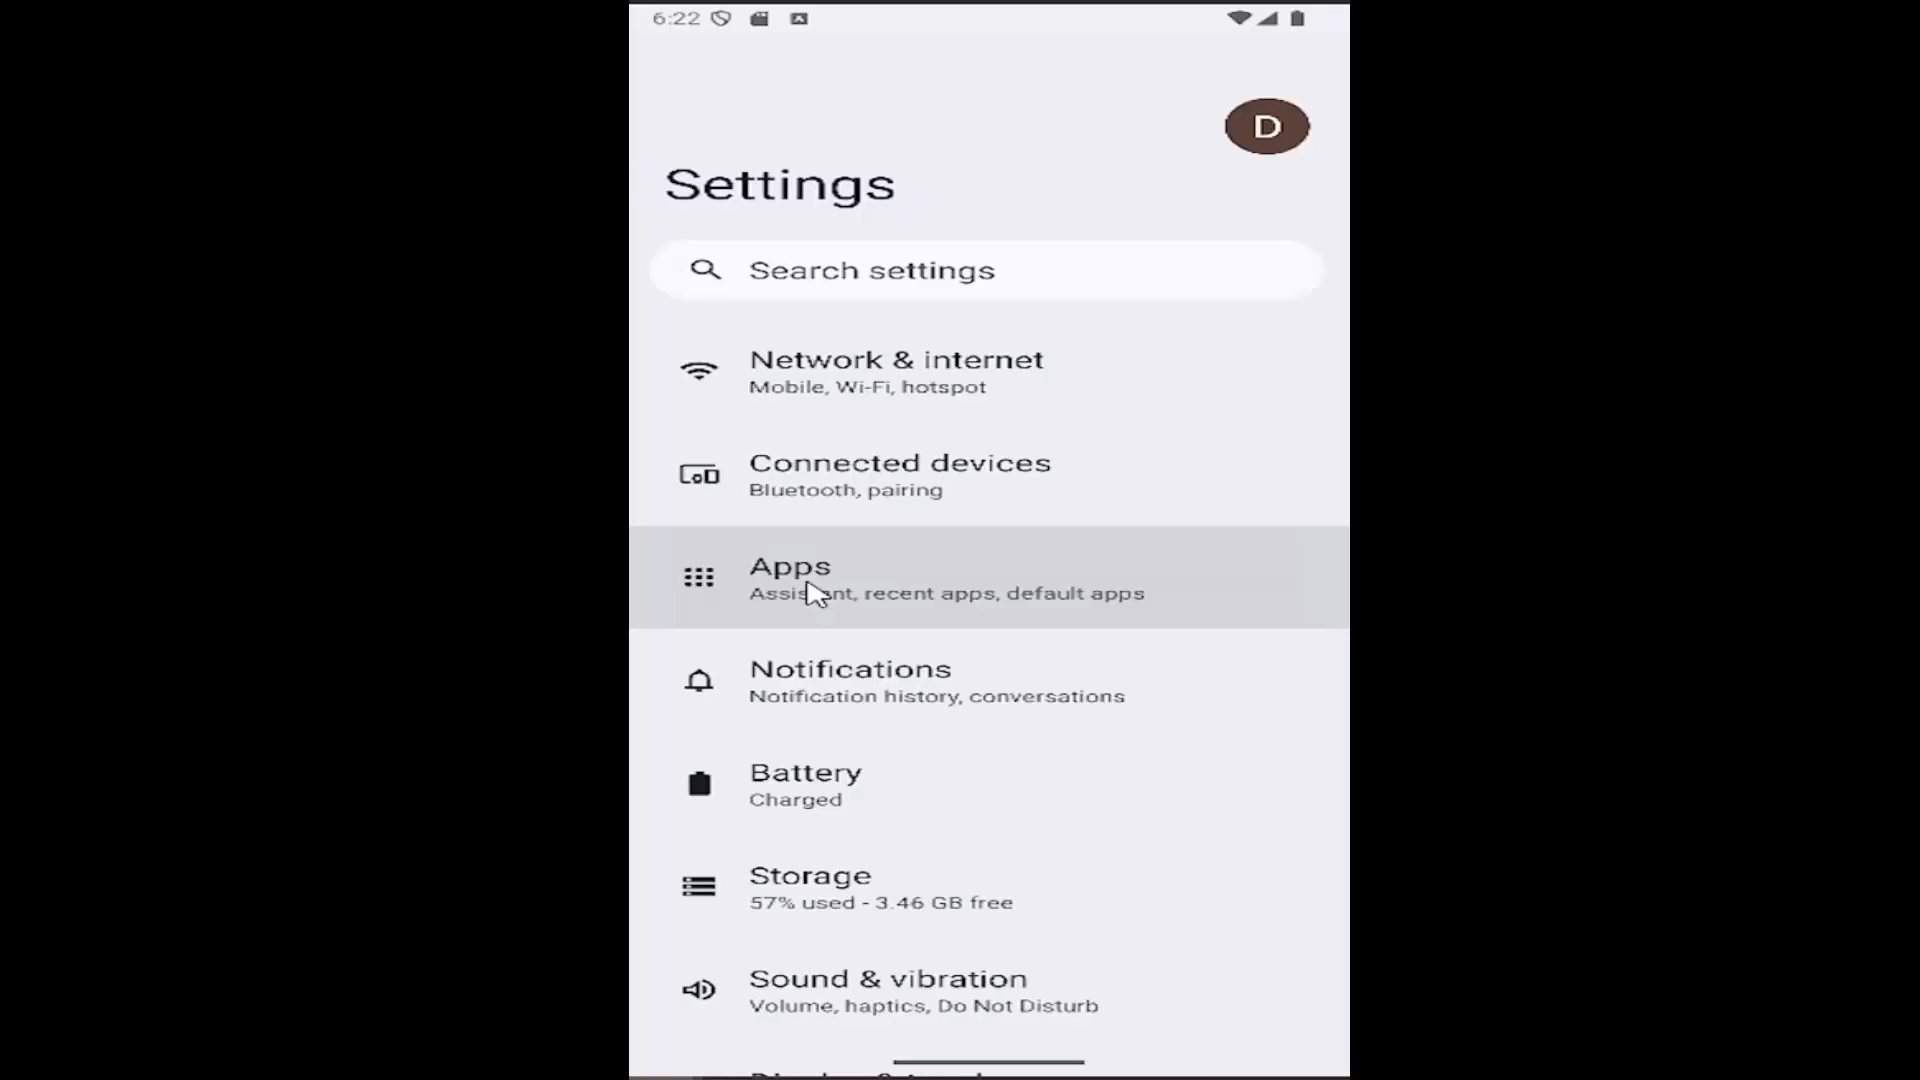 6:22
D
Settings
Search settings
Network & internet
Mobile, Wi-Fi, hotspot
Connected devices
Bluetooth, pairing
Apps
Assistant, recent apps, default apps
Notifications
Notification history, conversations
Battery
Charged
Storage
57% used - 3.46 GB free
Sound & vibration
Volume, haptics, Do Not Disturb